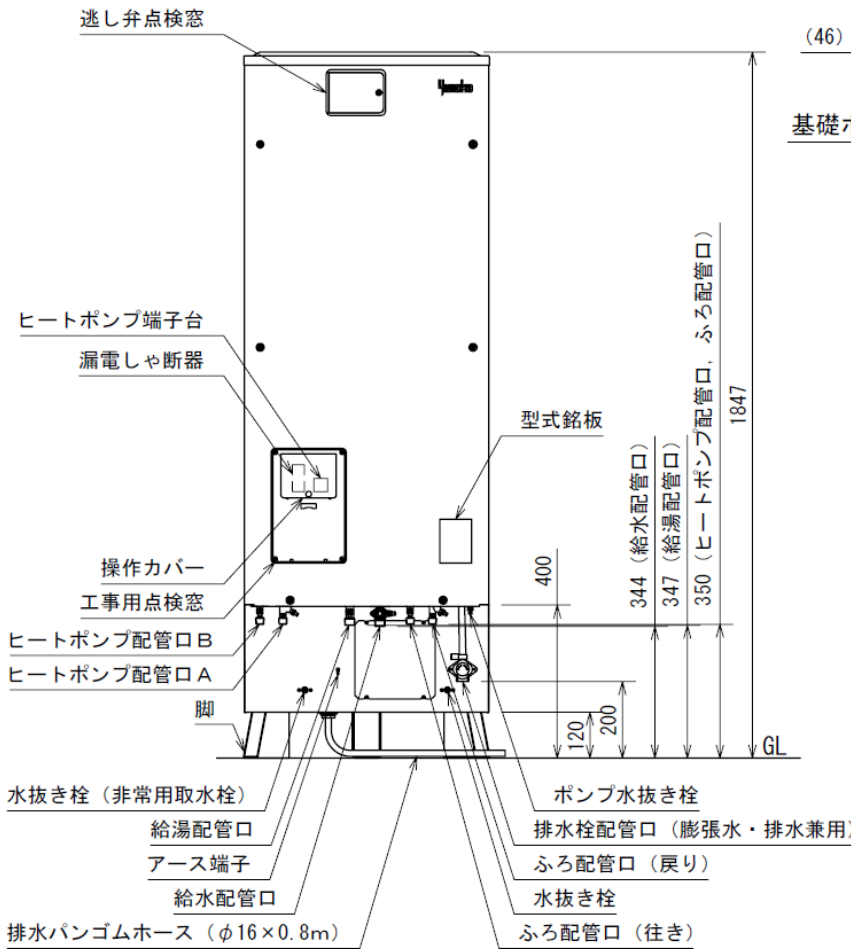 逃し弁点検窓
(46)
基礎ボ
ヒートポンプ端子台
漏電しゃ断器
型式銘板
344 (給水配管口)
347 (給湯配管口)
350 (ヒートポンプ配管口, ふろ配管口)
1847
操作カバー
工事用点検窓
400
ヒートポンプ配管口B
ヒートポンプ配管口A
脚
120
200
GL
水抜き栓 (非常用取水栓)
ポンプ水抜き栓
給湯配管口
排水栓配管口 (膨張水・排水兼用)
アース端子
ふろ配管口 (戻り)
給水配管口
水抜き栓
排水パンゴムホース (φ16×0.8m)
ふろ配管口 (往き)